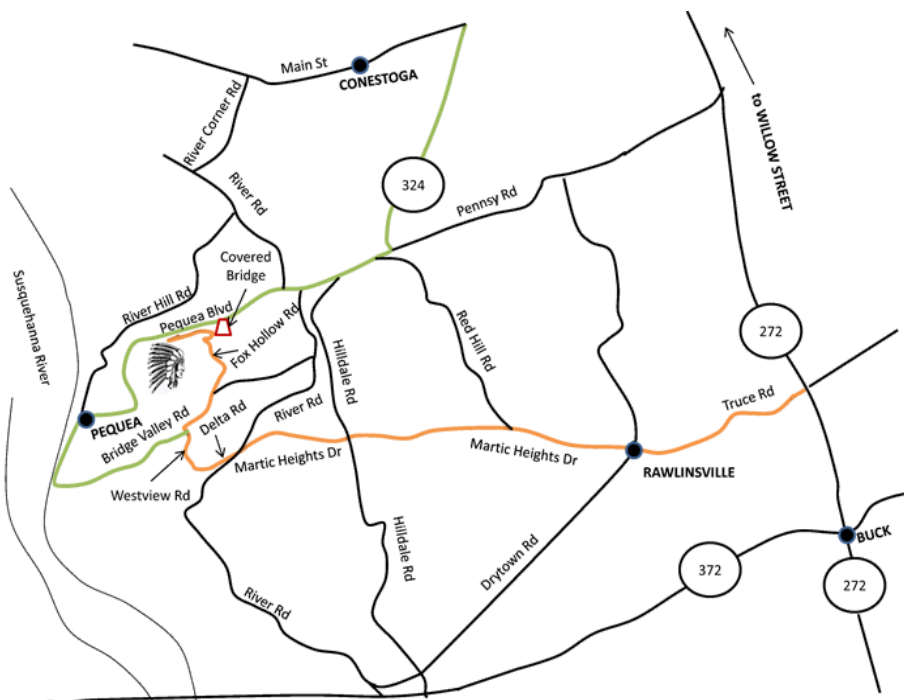 Main St
CONESTOGA
River Corner Rd
324
to WILLOW STREET
River Rd
Pennsy Rd
Covered
Bridge
Susquehanna River
River Hill Rd
Pequea Blvd
Fox Hollow Rd
Red Hill Rd
272
Hilldale Rd
Truce Rd
PEQUEA
Bridge Valley Rd
Delta Rd
River Rd
Martic Heights Dr
Martic Heights Dr
RAWLINSVILLE
Westview Rd
Hilldale Rd
Drytown Rd
BUCK
372
272
River Rd